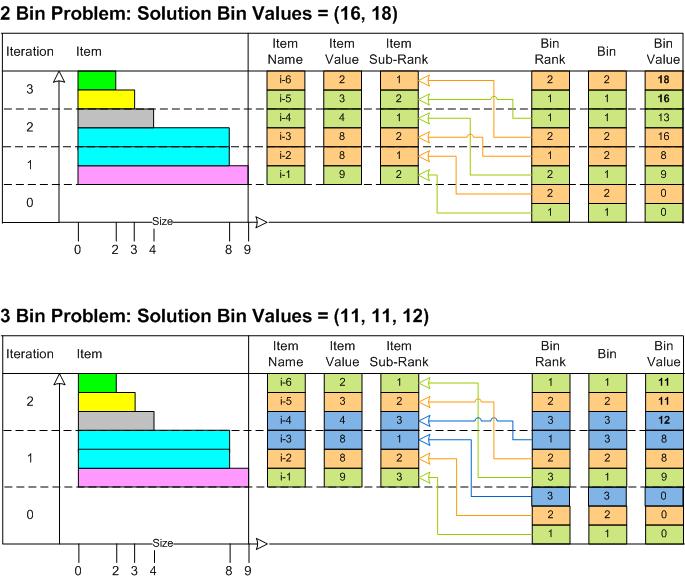 2 Bin Problem: Solution Bin Values = (16, 18)
Iteration Item Item Name Item Value Item Sub-Rank Bin Rank Bin Bin Value
3 i-6 2 1 2 2 18
i-5 3 2 1 1 16
2 i-4 4 1 1 1 13
i-3 8 2 2 2 16
1 i-2 8 1 1 2 8
i-1 9 2 2 1 9
0 2 2 0
1 1 0
Size
0 2 3 4 8 9
3 Bin Problem: Solution Bin Values = (11, 11, 12)
Iteration Item Item Name Item Value Item Sub-Rank Bin Rank Bin Bin Value
2 i-6 2 1 1 1 11
i-5 3 2 2 2 11
i-4 4 3 3 3 12
1 i-3 8 1 1 3 8
i-2 8 2 2 2 8
i-1 9 3 3 1 9
0 3 3 0
2 2 0
1 1 0
Size
0 2 3 4 8 9